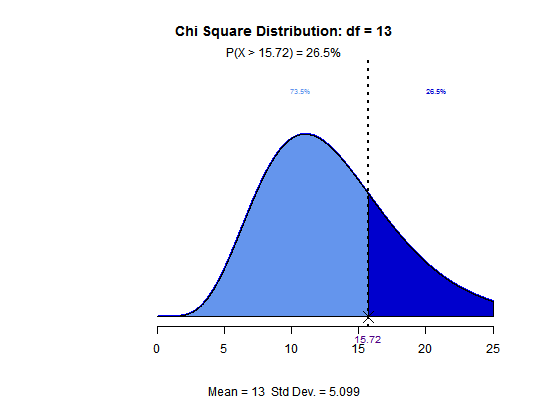 Chi Square Distribution: df = 13
P(X > 15.72) = 26.5%
73.5% 26.5%
15.72
0 5 10 15 20 25
Mean = 13 Std Dev. = 5.099